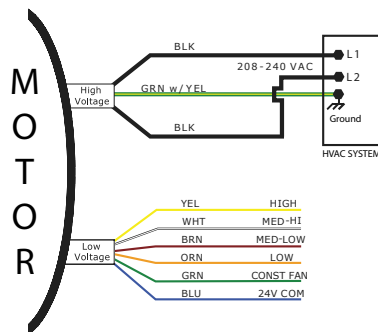 MOTOR
BLK
L1
208-240 VAC
L2
High
Voltage
GRN w/YEL
Ground
BLK
HVAC SYSTEM
YEL HIGH
WHT MED-HI
BRN MED-LOW
Low
Voltage
ORN LOW
GRN CONST FAN
BLU 24V COM